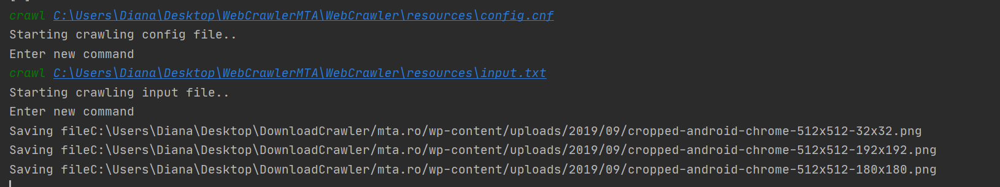 crawl C:\Users\Diana\Desktop\WebCrawlerMTA\WebCrawler\resources\config.cnf
Starting crawling config file..
Enter new command
crawl C:\Users\Diana\Desktop\WebCrawlerMTA\WebCrawler\resources\input.txt
Starting crawling input file..
Enter new command
Saving fileC:\Users\Diana\Desktop\DownloadCrawler/mta.ro/wp-content/uploads/2019/09/cropped-android-chrome-512x512-32x32.png
Saving fileC:\Users\Diana\Desktop\DownloadCrawler/mta.ro/wp-content/uploads/2019/09/cropped-android-chrome-512x512-192x192.png
Saving fileC:\Users\Diana\Desktop\DownloadCrawler/mta.ro/wp-content/uploads/2019/09/cropped-android-chrome-512x512-180x180.png